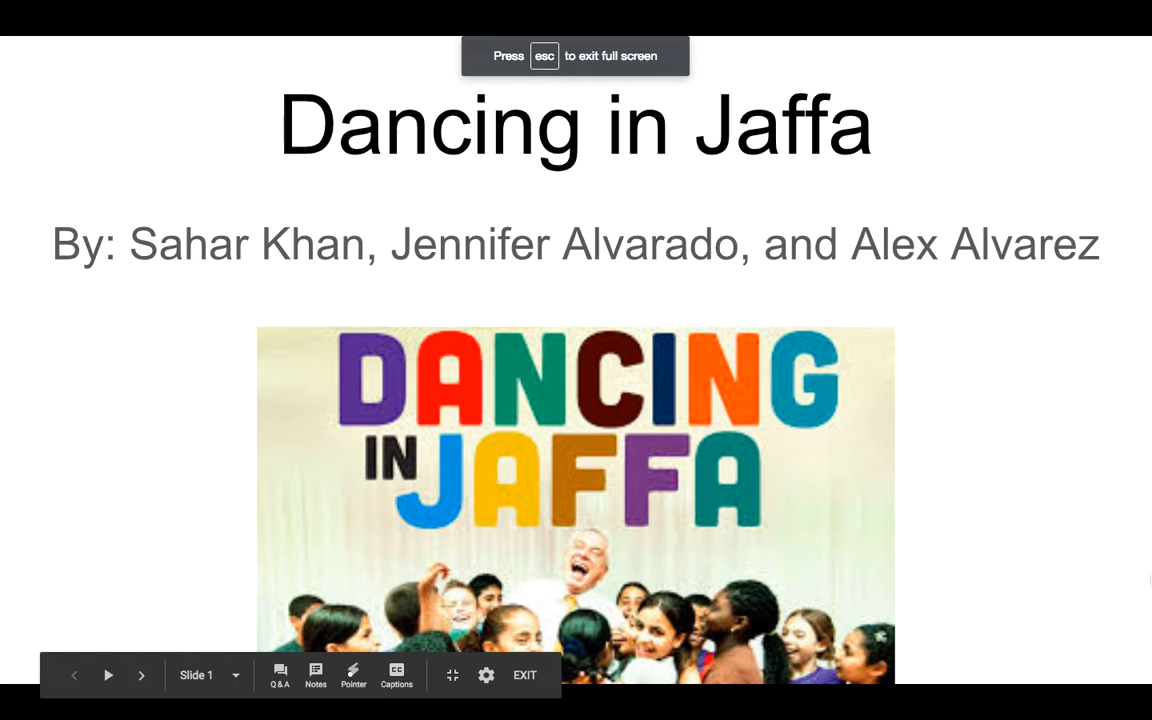 Press esc to exit full screen
Dancing in Jaffa
By: Sahar Khan, Jennifer Alvarado, and Alex Alvarez
DANCING
IN JAFFA
Slide 1
Q & A
Notes
Pointer
CC
Captions
EXIT